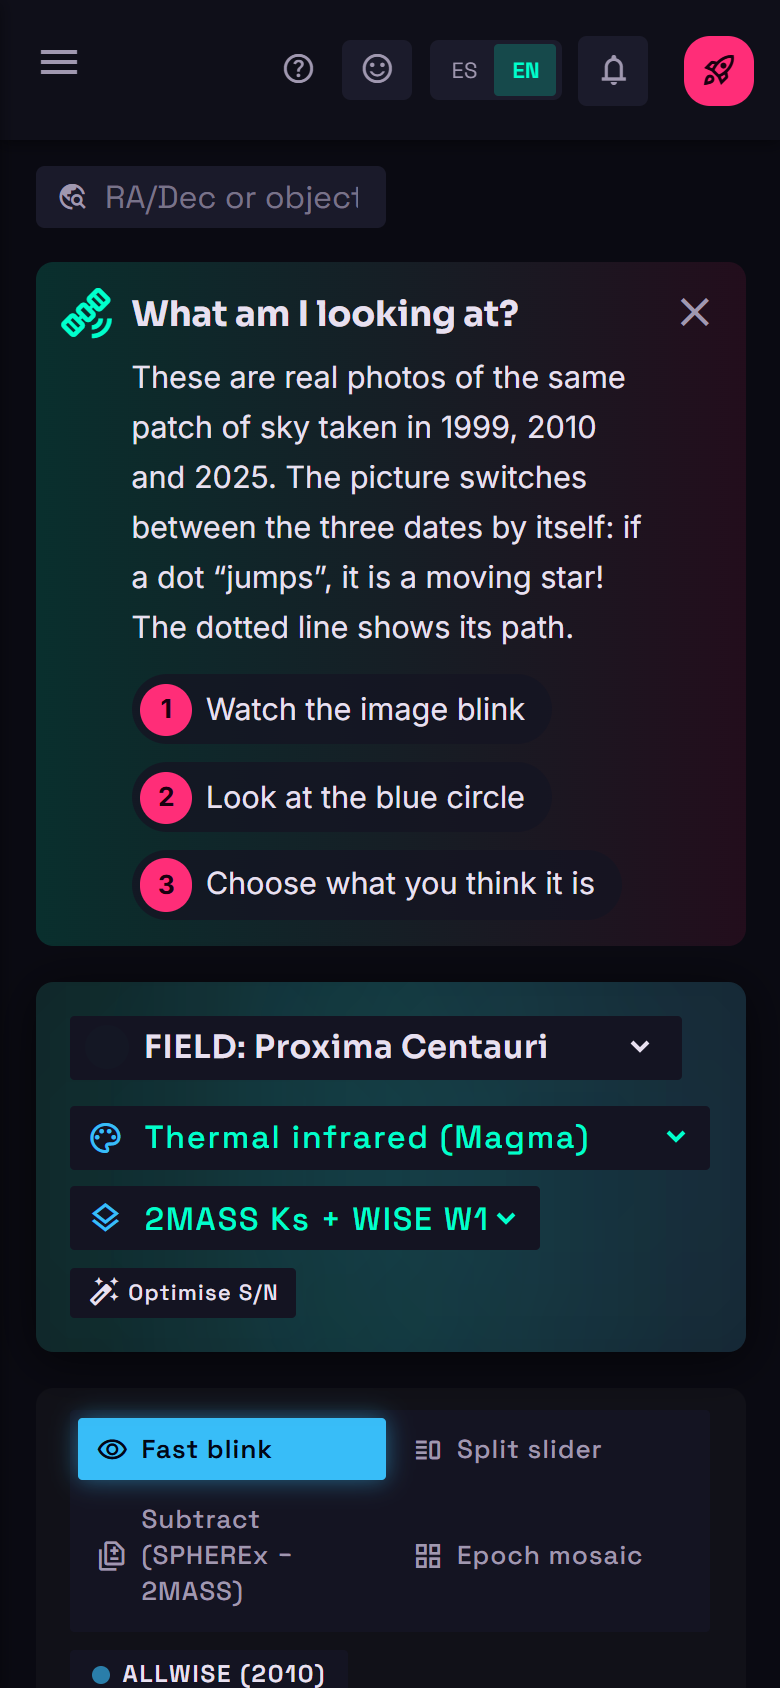 ES EN
RA/Dec or object
What am I looking at?
These are real photos of the same
patch of sky taken in 1999, 2010
and 2025. The picture switches
between the three dates by itself: if
a dot “jumps”, it is a moving star!
The dotted line shows its path.
1 Watch the image blink
2 Look at the blue circle
3 Choose what you think it is
FIELD: Proxima Centauri
Thermal infrared (Magma)
2MASS Ks + WISE W1
Optimise S/N
Fast blink
Split slider
Subtract
(SPHEREx −
2MASS)
Epoch mosaic
ALLWISE (2010)